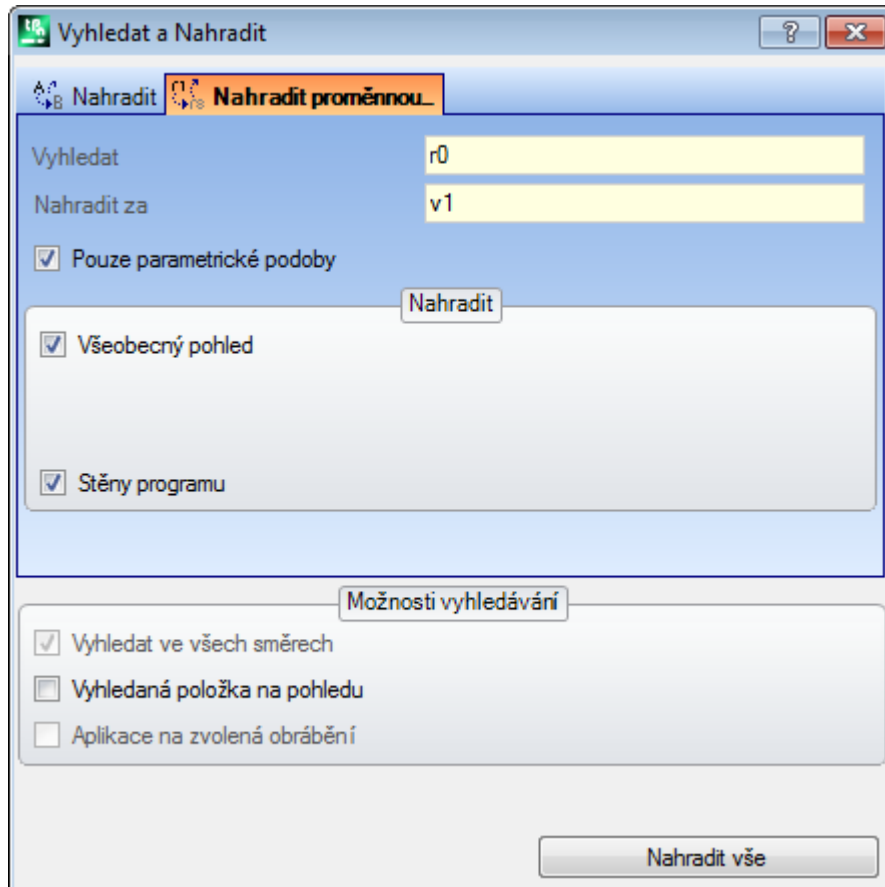 Vyhledat a Nahradit
Nahradit Nahradit proměnnou...
Vyhledat r0
Nahradit za v1
Pouze parametrické podoby
Nahradit
Všeobecný pohled
Stěny programu
Možnosti vyhledávání
Vyhledat ve všech směrech
Vyhledaná položka na pohledu
Aplikace na zvolená obrábění
Nahradit vše